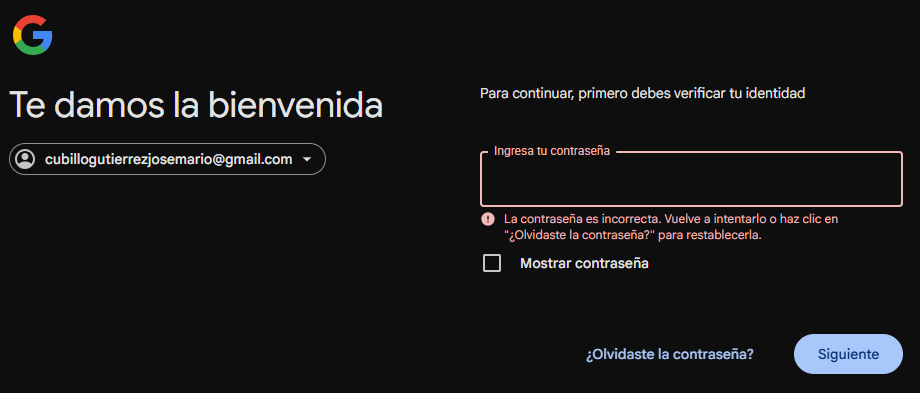 Te damos la bienvenida
cubillogutierrezjosemario@gmail.com
Para continuar, primero debes verificar tu identidad
Ingresa tu contraseña
La contraseña es incorrecta. Vuelve a intentarlo o haz clic en
"¿Olvidaste la contraseña?" para restablecerla.
Mostrar contraseña
¿Olvidaste la contraseña?
Siguiente